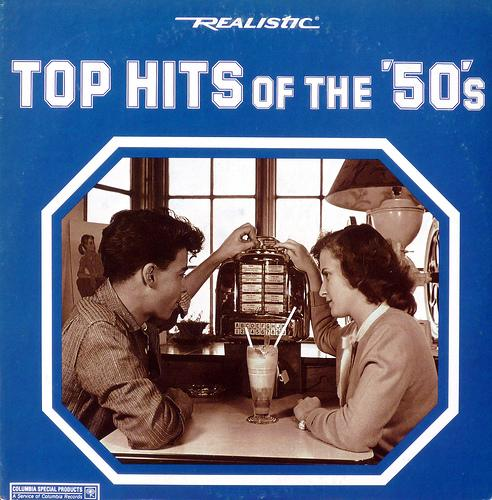 REALISTIC®
TOP HITS OF THE '50's
COLUMBIA SPECIAL PRODUCTS
A Service of Columbia Records